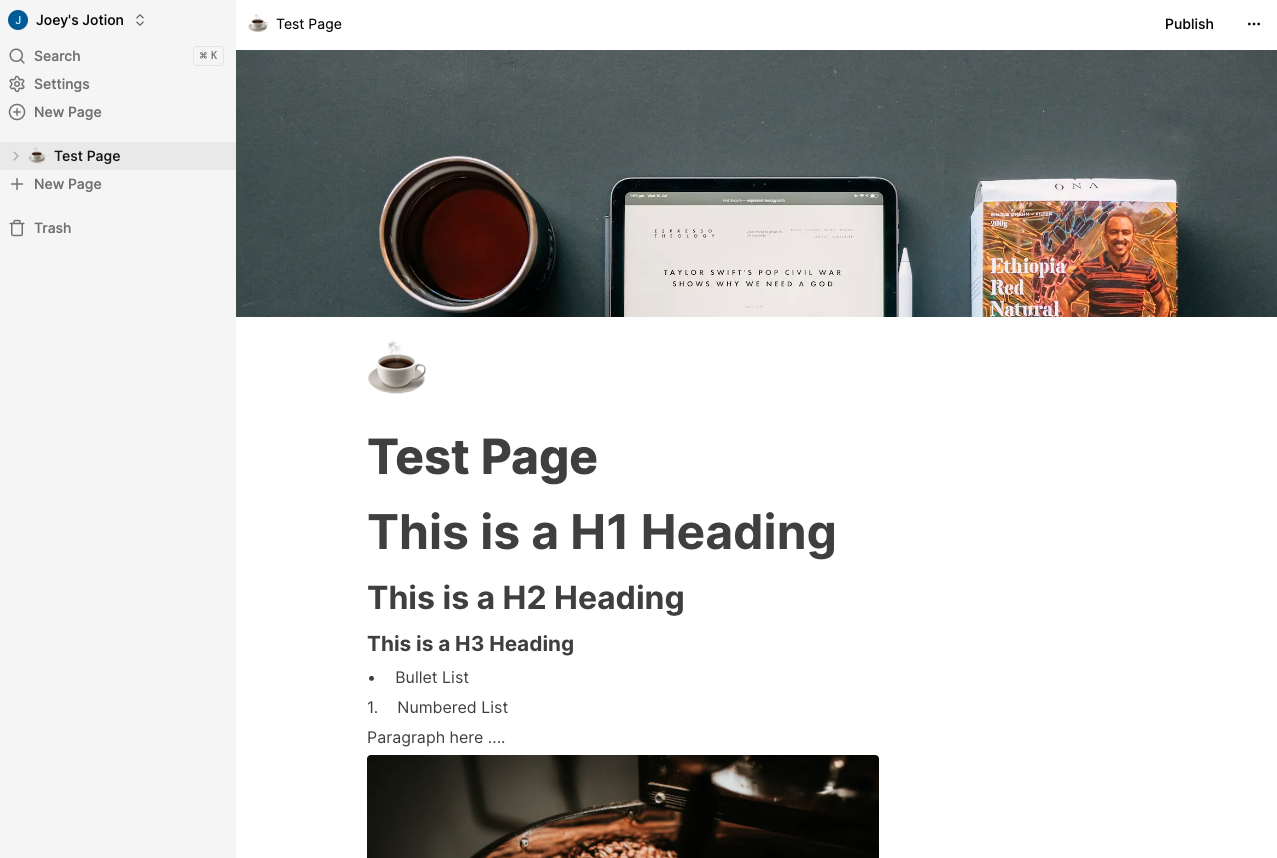 J Joey's Jotion
Search ⌘ K
Settings
New Page
Test Page
New Page
Trash
Test Page
Publish
ONA
ESPRESSO
THEOLOGY
TAYLOR SWIFT'S POP CIVIL WAR
SHOWS WHY WE NEED A GOD
200g
Ethiopia
Red
Natural
Test Page
This is a H1 Heading
This is a H2 Heading
This is a H3 Heading
• Bullet List
1. Numbered List
Paragraph here ....